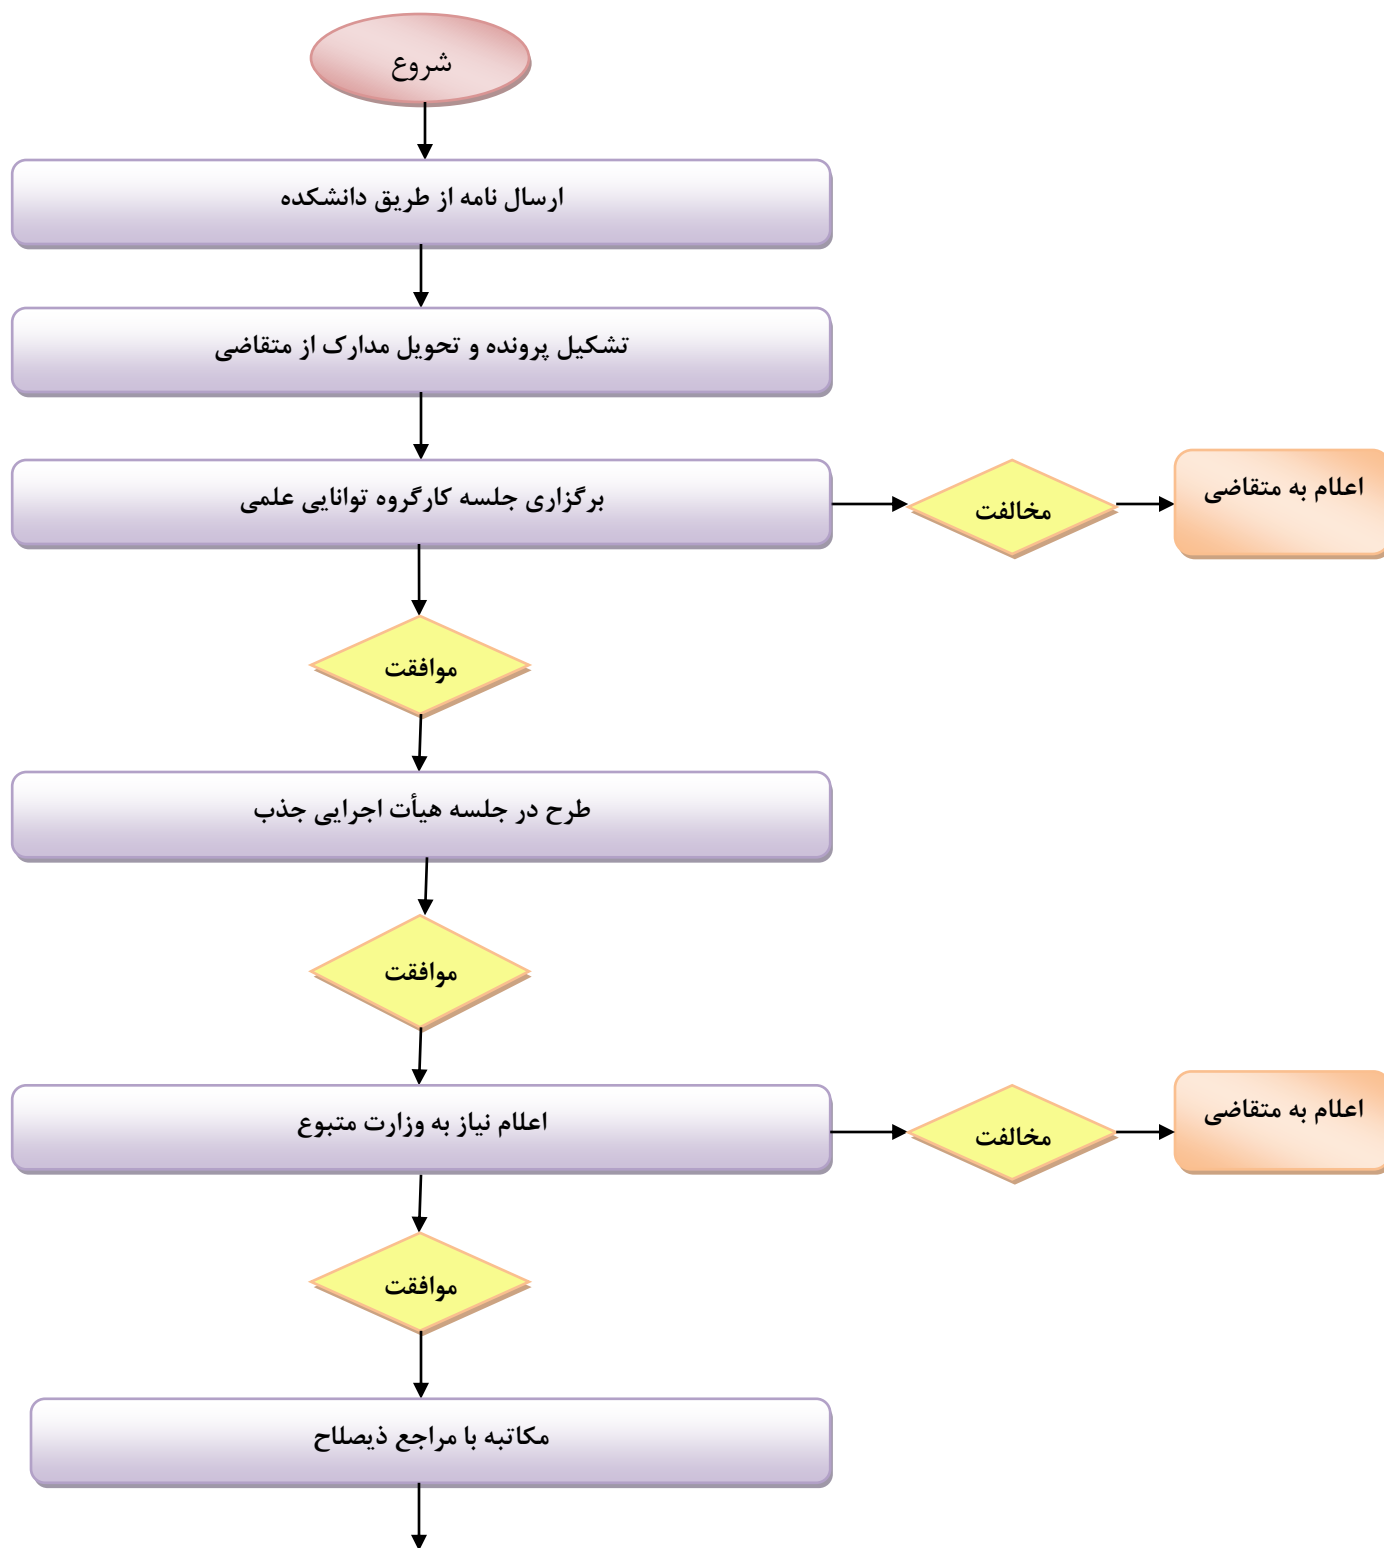 شروع
ارسال نامه از طریق دانشکده
تشکیل پرونده و تحویل مدارک از متقاضی
برگزاری جلسه کارگروه توانایی علمی
مخالفت
اعلام به متقاضی
موافقت
طرح در جلسه هیأت اجرایی جذب
موافقت
اعلام نیاز به وزارت متبوع
مخالفت
اعلام به متقاضی
موافقت
مکاتبه با مراجع ذیصلاح